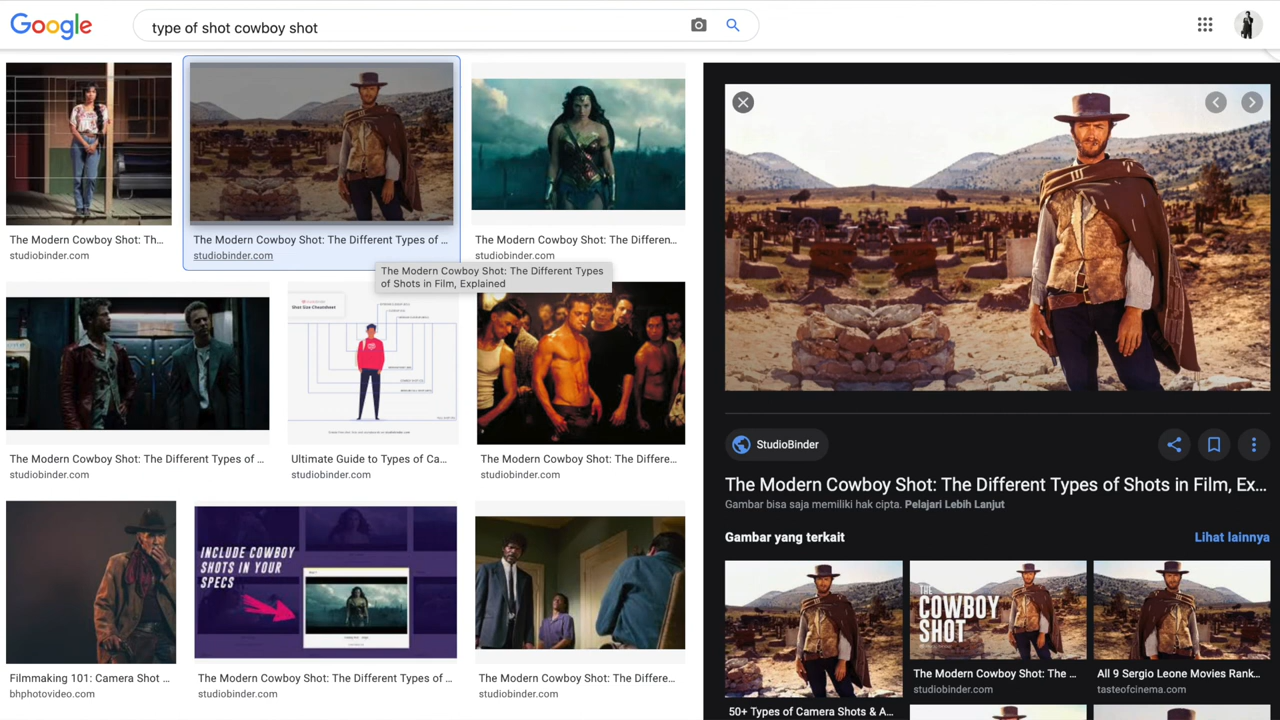 Google
type of shot cowboy shot
The Modern Cowboy Shot: Th...
studiobinder.com
The Modern Cowboy Shot: The Different Types of ...
studiobinder.com
The Modern Cowboy Shot: The Differen...
studiobinder.com
The Modern Cowboy Shot: The Different Types
of Shots in Film, Explained
The Modern Cowboy Shot: The Different Types of ...
studiobinder.com
Shot Size Cheatsheet
Ultimate Guide to Types of Ca...
studiobinder.com
The Modern Cowboy Shot: The Differe...
studiobinder.com
Filmmaking 101: Camera Shot ...
bhphotovideo.com
INCLUDE COWBOY
SHOTS IN YOUR
SPECS
The Modern Cowboy Shot: The Different Types of ...
studiobinder.com
The Modern Cowboy Shot: The Differe...
studiobinder.com
StudioBinder
The Modern Cowboy Shot: The Different Types of Shots in Film, Ex...
Gambar bisa saja memiliki hak cipta. Pelajari Lebih Lanjut
Gambar yang terkait
Lihat lainnya
50+ Types of Camera Shots & A...
THE
COWBOY
SHOT
The Modern Cowboy Shot: The ...
studiobinder.com
All 9 Sergio Leone Movies Rank...
tasteofcinema.com